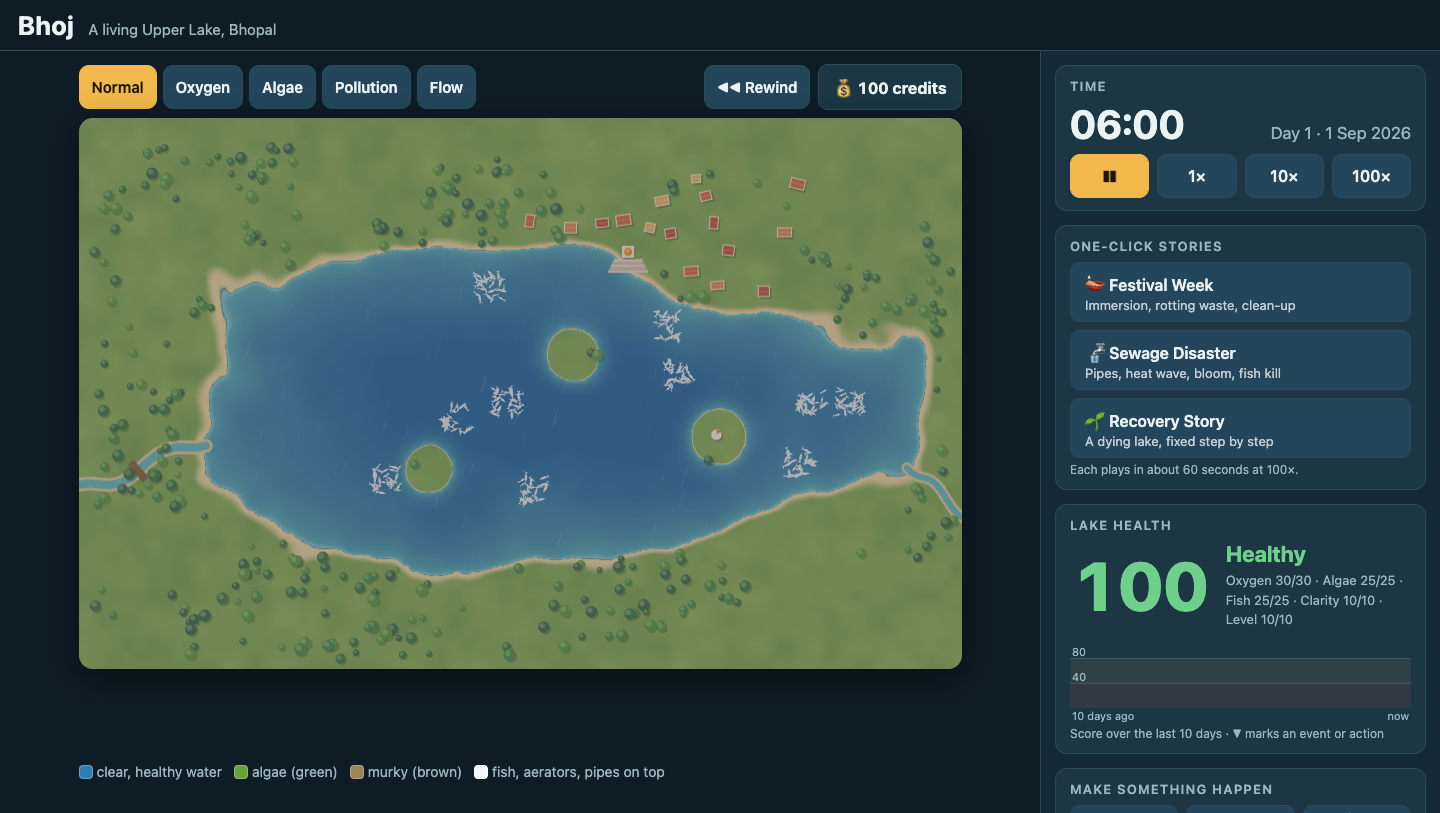 Bhoj A living Upper Lake, Bhopal
Normal Oxygen Algae Pollution Flow
◀◀ Rewind 💰 100 credits
clear, healthy water algae (green) murky (brown) fish, aerators, pipes on top
TIME
06:00 Day 1 · 1 Sep 2026
1× 10× 100×
ONE-CLICK STORIES
Festival Week
Immersion, rotting waste, clean-up
Sewage Disaster
Pipes, heat wave, bloom, fish kill
Recovery Story
A dying lake, fixed step by step
Each plays in about 60 seconds at 100×.
LAKE HEALTH
100
Healthy
Oxygen 30/30 · Algae 25/25 ·
Fish 25/25 · Clarity 10/10 ·
Level 10/10
80
40
10 days ago now
Score over the last 10 days · ▼ marks an event or action
MAKE SOMETHING HAPPEN